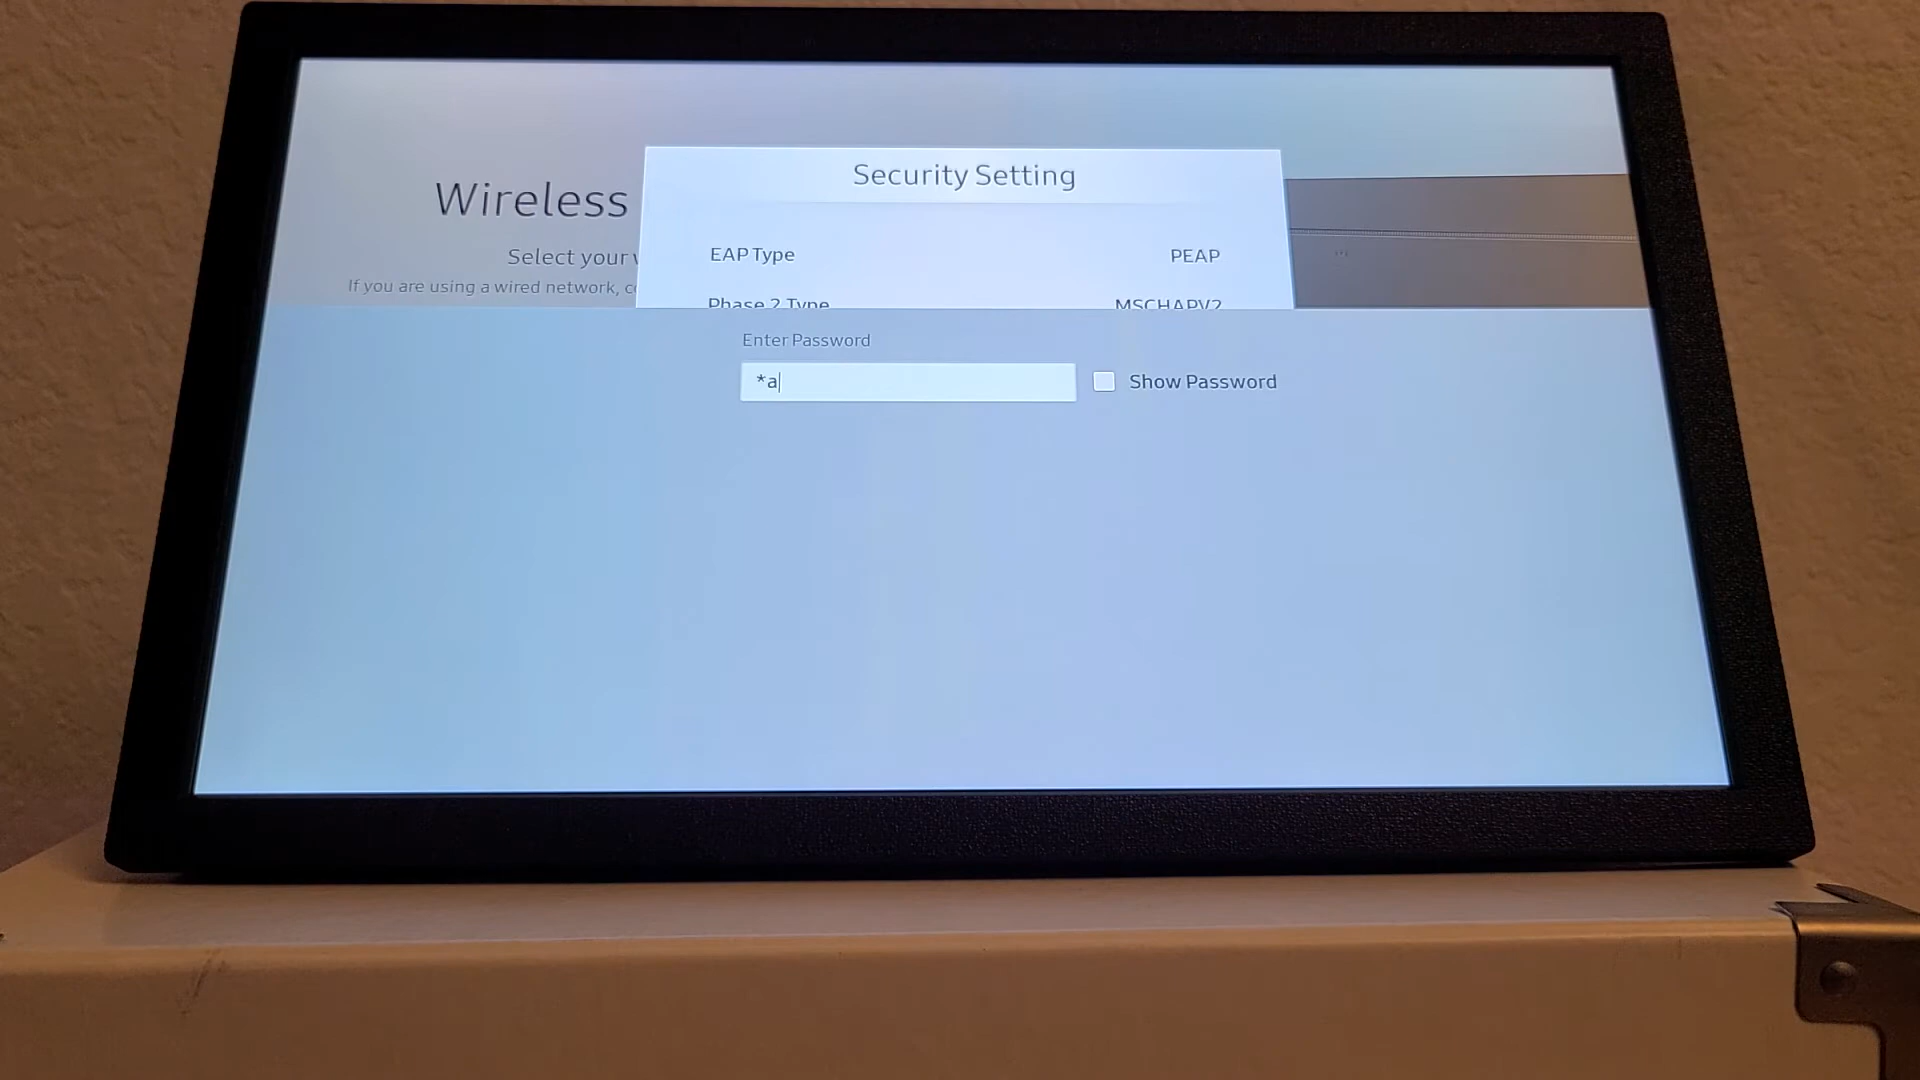 Security Setting
Wireless
EAP Type PEAP
Select your
If you are using a wired network, c
Phase 2 Type MSCHAPV2
Enter Password
*a
Show Password